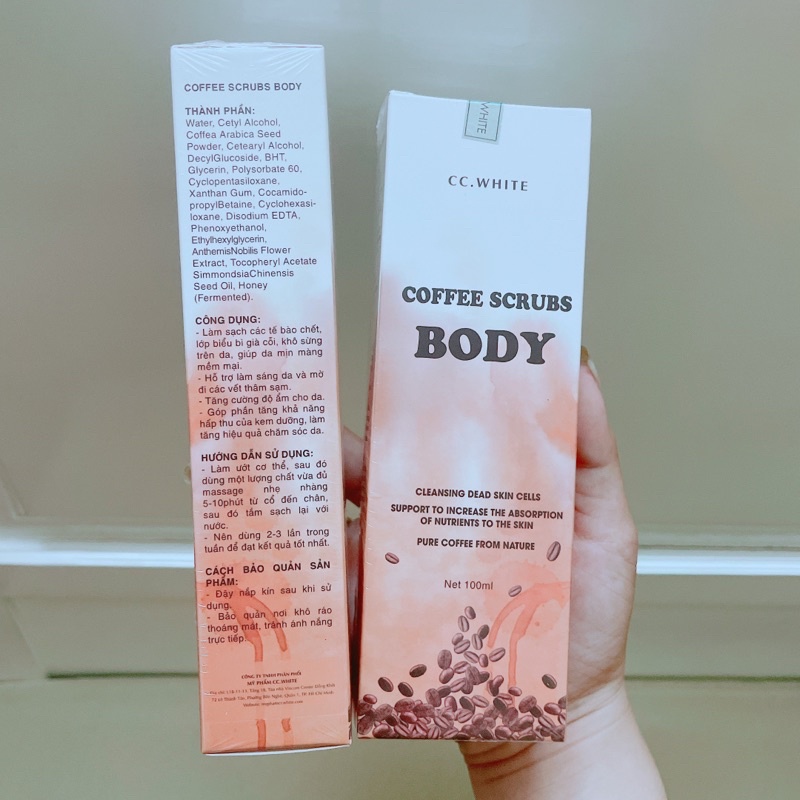 COFFEE SCRUBS BODY
THÀNH PHẦN:
Water, Cetyl Alcohol,
Coffea Arabica Seed
Powder, Cetearyl Alcohol,
DecylGlucoside, BHT,
Glycerin, Polysorbate 60,
Cyclopentasiloxane,
Xanthan Gum, Cocamido-
propylBetaine, Cyclohexasi-
loxane, Disodium EDTA,
Phenoxyethanol,
Ethylhexylglycerin,
AnthemisNobilis Flower
Extract, Tocopheryl Acetate
SimmondsiaChinensis
Seed Oil, Honey
(Fermented).
CÔNG DỤNG:
- Làm sạch các tế bào chết,
lớp biểu bì già cỗi, khô sừng
trên da, giúp da mịn màng
mềm mại.
- Hỗ trợ làm sáng da và mờ
đi các vết thâm sạm.
- Tăng cường độ ẩm cho da.
- Góp phần tăng khả năng
hấp thu của kem dưỡng, làm
tăng hiệu quả chăm sóc da.
HƯỚNG DẪN SỬ DỤNG:
- Làm ướt cơ thể, sau đó
dùng một lượng chất vừa đủ
massage nhẹ nhàng
5-10phút từ cổ đến chân,
sau đó tắm sạch lại với
nước.
- Nên dùng 2-3 lần trong
tuần để đạt kết quả tốt nhất.
CÁCH BẢO QUẢN SẢN
PHẨM:
- Đậy nắp kín sau khi sử
dụng.
- Bảo quản nơi khô ráo
thoáng mát, tránh ánh nắng
trực tiếp.
CÔNG TY TNHH PHÂN PHỐI
MỸ PHẨM CC.WHITE
WHITE
CC.WHITE
COFFEE SCRUBS
BODY
CLEANSING DEAD SKIN CELLS
SUPPORT TO INCREASE THE ABSORPTION
OF NUTRIENTS TO THE SKIN
PURE COFFEE FROM NATURE
Net 100ml